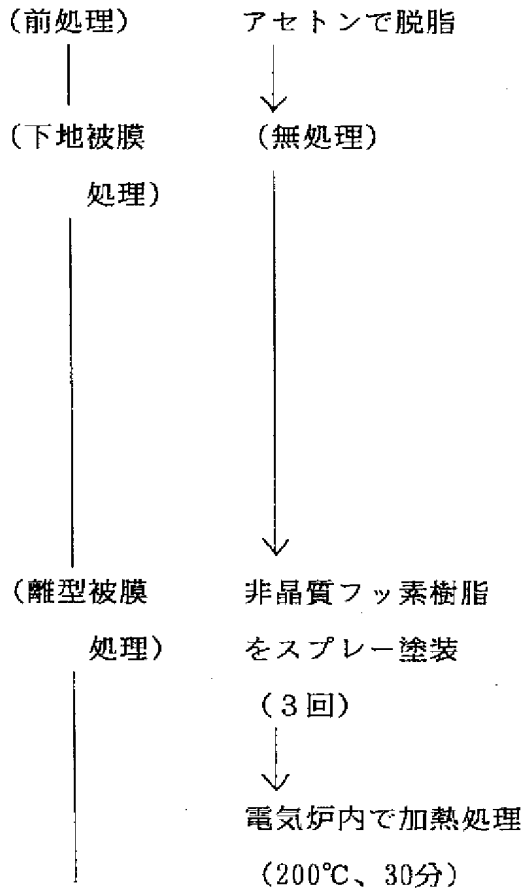 (前処理) アセトンで脱脂
(下地被膜 (無処理)
処理)
(離型被膜 非晶質フッ素樹脂
処理) をスプレー塗装
(3回)
電気炉内で加熱処理
(200℃、30分)